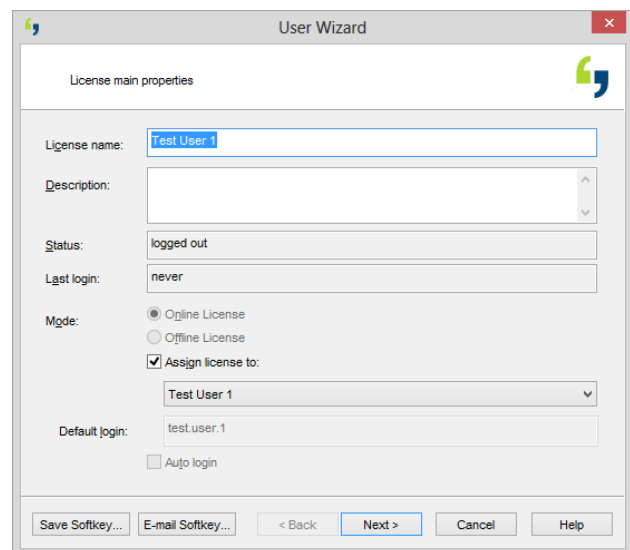 User Wizard
License main properties
License name:
Test User 1
Description:
Status:
logged out
Last login:
never
Mode:
Online License
Offline License
Assign license to:
Test User 1
Default login:
test.user.1
Auto login
Save Softkey... E-mail Softkey... < Back Next > Cancel Help